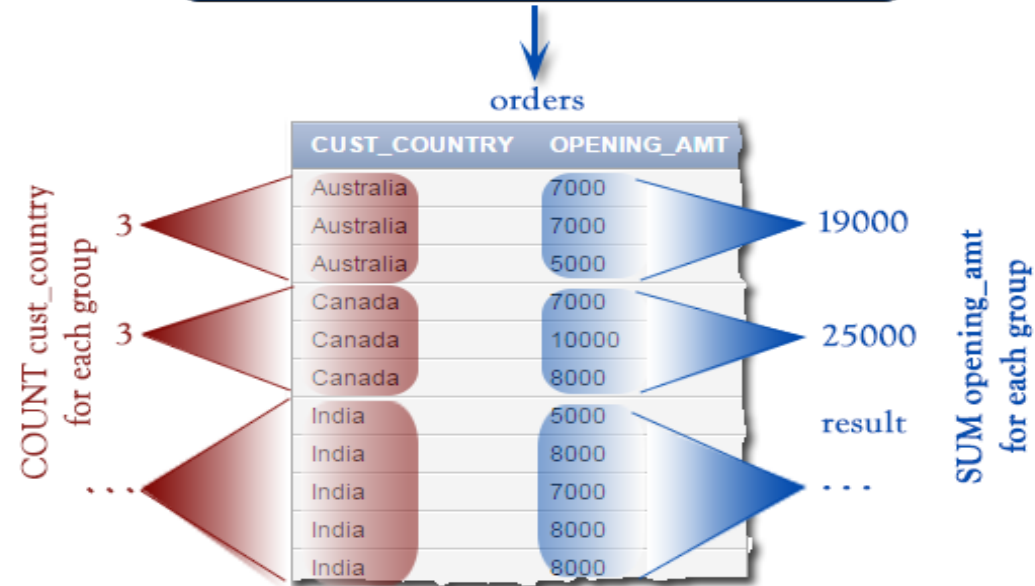 orders
CUST_COUNTRY OPENING_AMT
Australia 7000
Australia 7000
Australia 5000
Canada 7000
Canada 10000
Canada 8000
India 5000
India 8000
India 7000
India 8000
India 8000
COUNT cust_country
for each group
3
3
. . .
19000
25000
result
. . .
SUM opening_amt
for each group